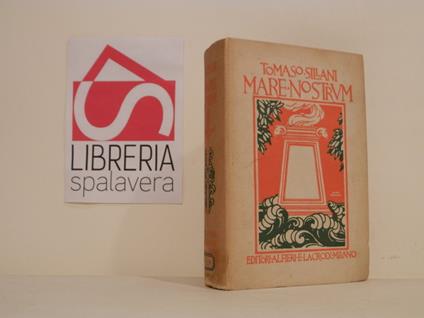 LIBRERIA
spalavera
TOMASO·SILLANI
MARE·NOSTRVM
EDITORI·ALFIERI·E·LACROIX·MILANO